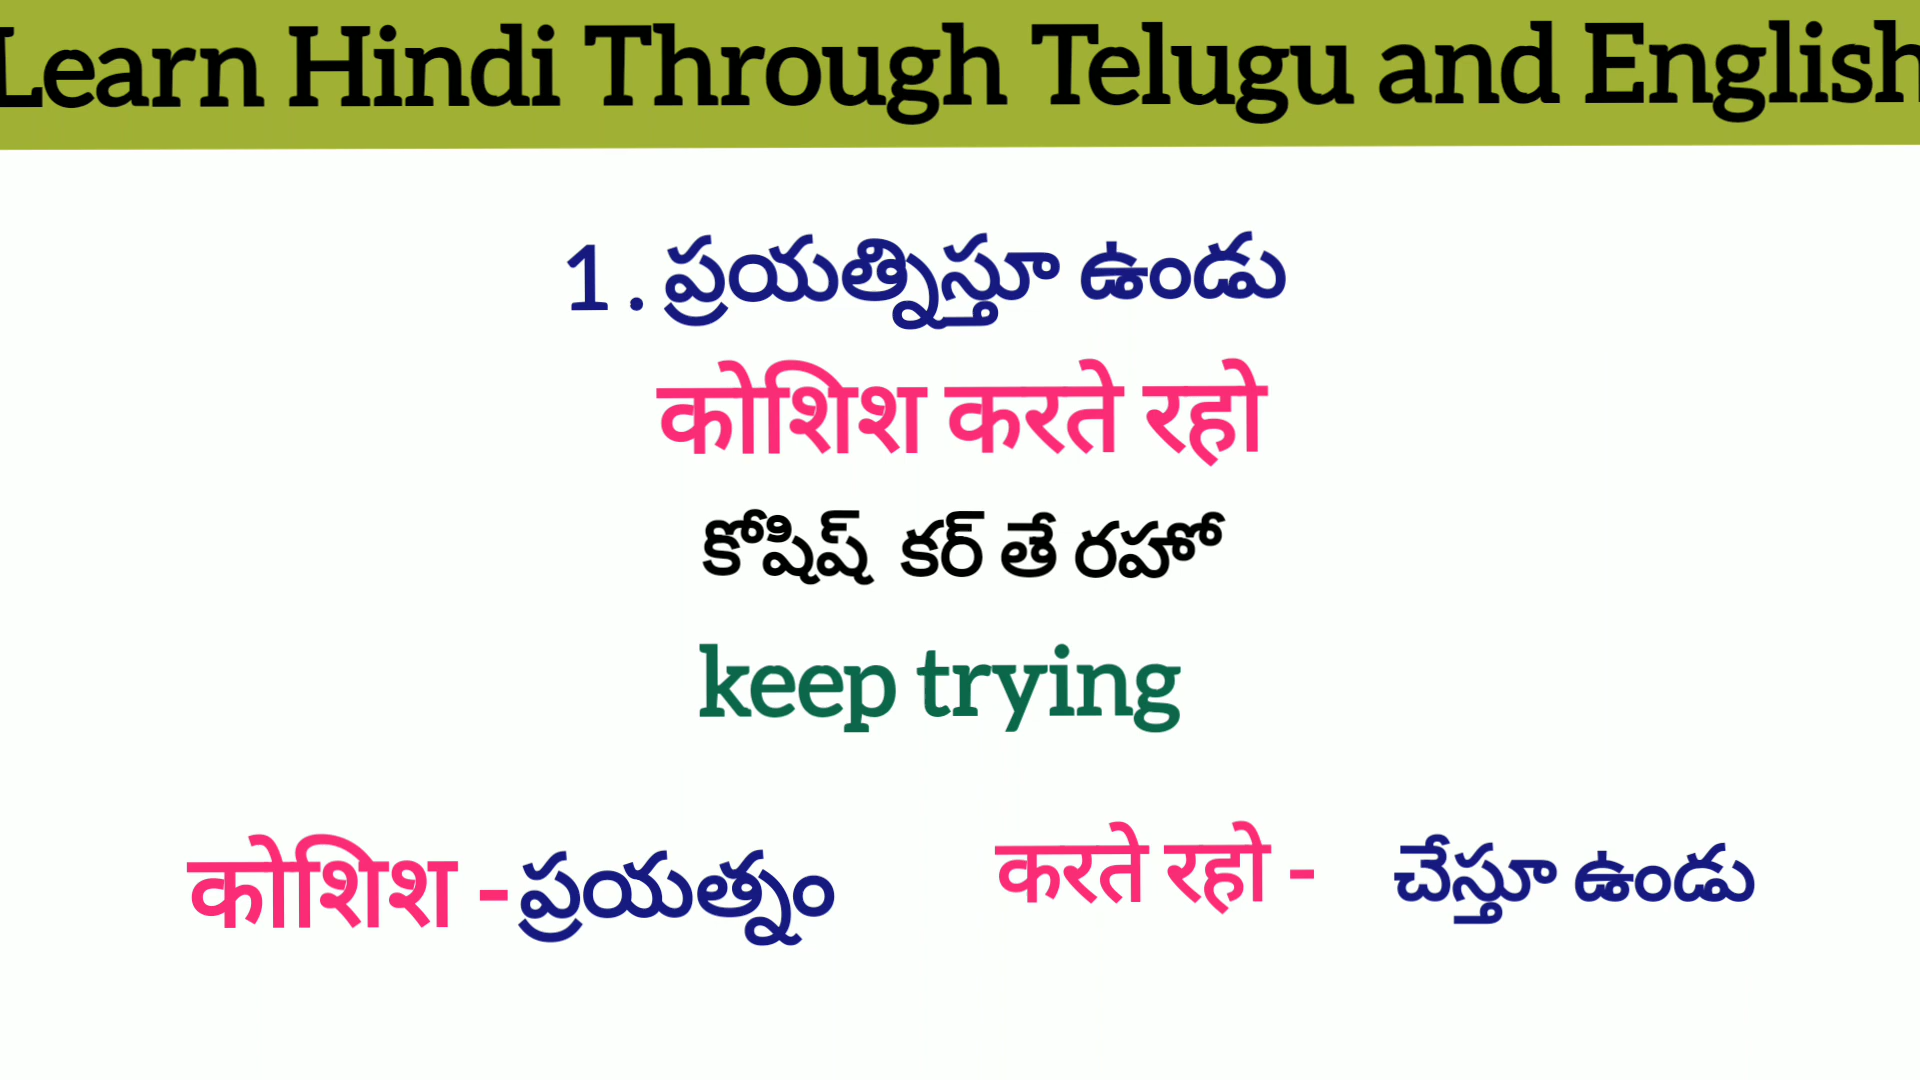 Learn Hindi Through Telugu and English
1. ప్రయత్నిస్తూ ఉండు
कोशिश करते रहो
కోషిష్ కర్ తే రహో
keep trying
कोशिश - ప్రయత్నం करते रहो - చేస్తూ ఉండు